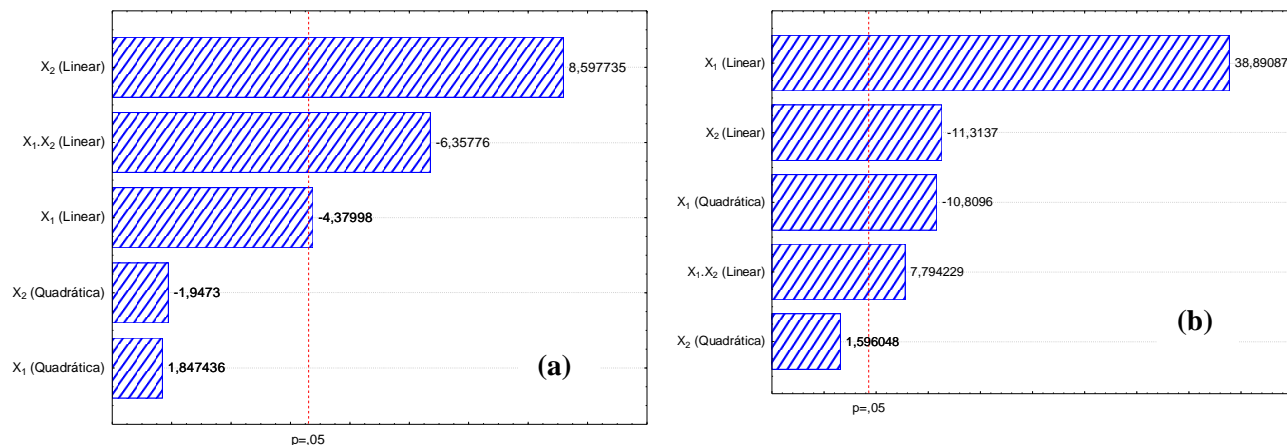 X₂ (Linear)
8,597735
X₁.X₂ (Linear)
-6,35776
X₁ (Linear)
-4,37998
X₂ (Quadrática)
-1,9473
X₁ (Quadrática)
1,847436
(a)
p=,05
X₁ (Linear)
38,89087
X₂ (Linear)
-11,3137
X₁ (Quadrática)
-10,8096
X₁.X₂ (Linear)
7,794229
X₂ (Quadrática)
1,596048
(b)
p=,05